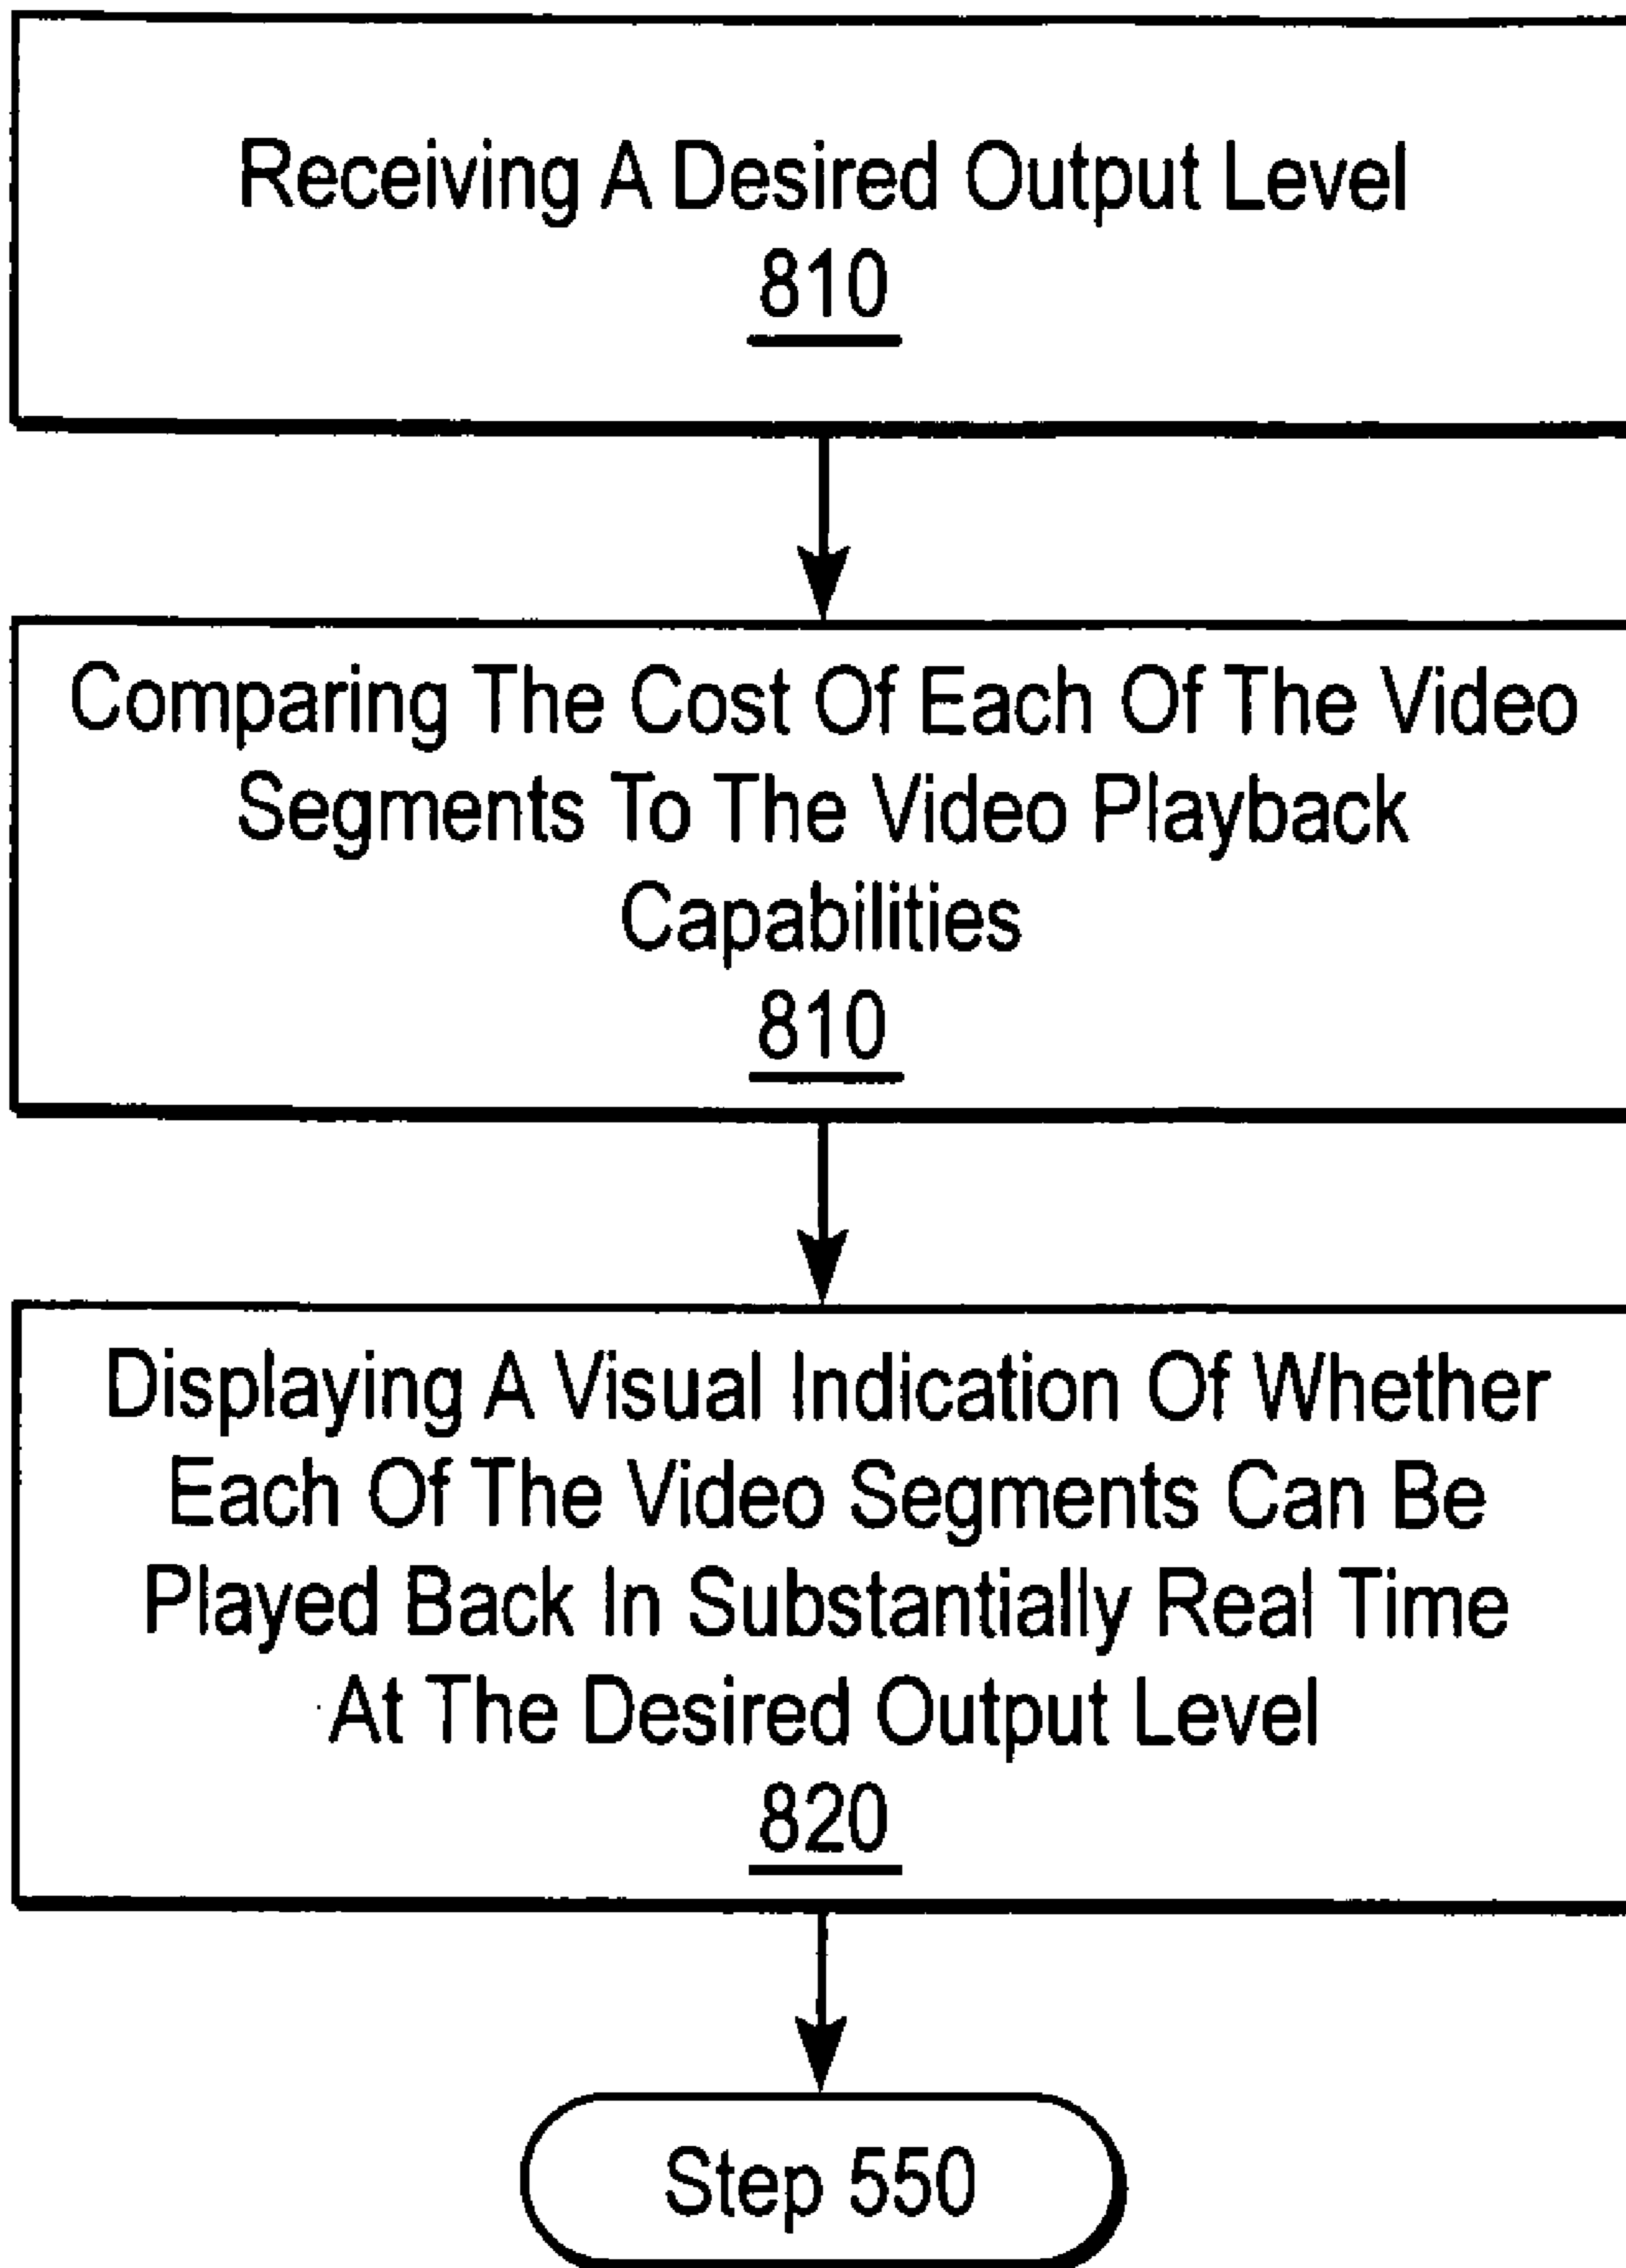 Receiving A Desired Output Level
810
Comparing The Cost Of Each Of The Video
Segments To The Video Playback
Capabilities
810
Displaying A Visual Indication Of Whether
Each Of The Video Segments Can Be
Played Back In Substantially Real Time
At The Desired Output Level
820
Step 550